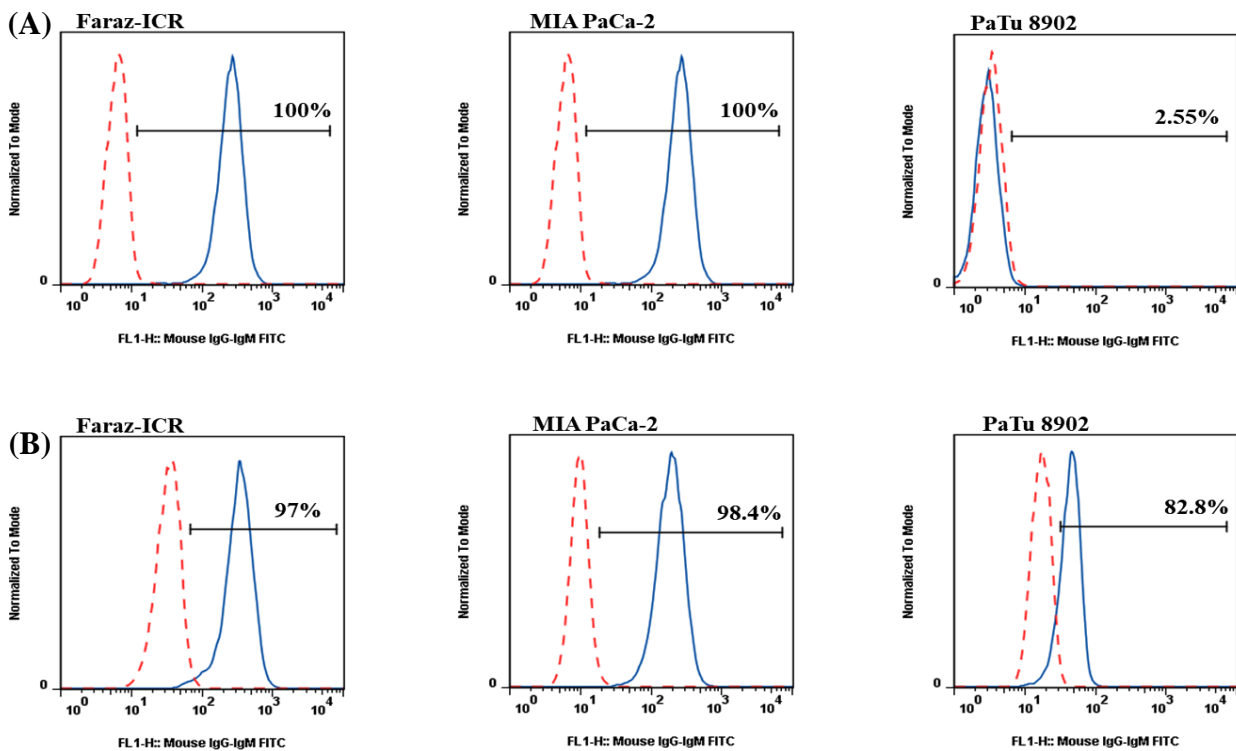 (A)
Faraz-ICR
MIA PaCa-2
PaTu 8902
Normalized To Mode
100%
0
10^0 10^1 10^2 10^3 10^4
FL1-H:: Mouse IgG-IgM FITC
Normalized To Mode
100%
0
10^0 10^1 10^2 10^3 10^4
FL1-H:: Mouse IgG-IgM FITC
Normalized To Mode
2.55%
0
10^0 10^1 10^2 10^3 10^4
FL1-H:: Mouse IgG-IgM FITC
(B)
Faraz-ICR
MIA PaCa-2
PaTu 8902
Normalized To Mode
97%
0
10^0 10^1 10^2 10^3 10^4
FL1-H:: Mouse IgG-IgM FITC
Normalized To Mode
98.4%
0
10^0 10^1 10^2 10^3 10^4
FL1-H:: Mouse IgG-IgM FITC
Normalized To Mode
82.8%
0
10^0 10^1 10^2 10^3 10^4
FL1-H:: Mouse IgG-IgM FITC